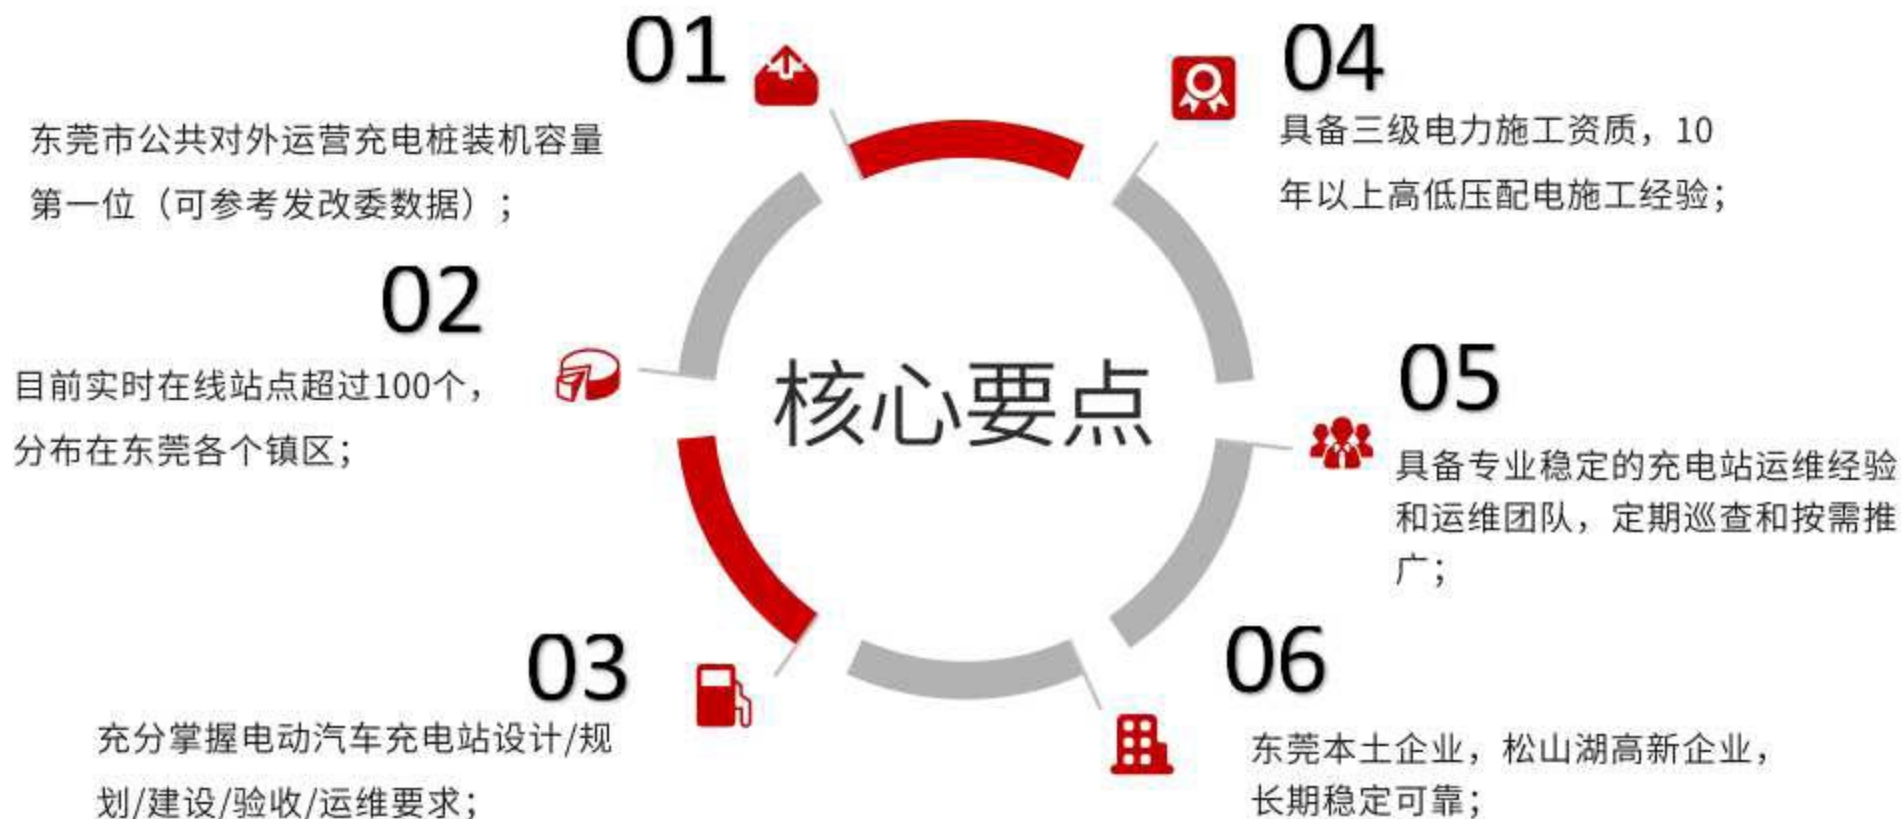 01
东莞市公共对外运营充电桩装机容量
第一位（可参考发改委数据）；
02
目前实时在线站点超过100个，
分布在东莞各个镇区；
03
充分掌握电动汽车充电站设计/规
划/建设/验收/运维要求；
核心要点
04
具备三级电力施工资质，10
年以上高低压配电施工经验；
05
具备专业稳定的充电站运维经验
和运维团队，定期巡查和按需推
广；
06
东莞本土企业，松山湖高新企业，
长期稳定可靠；